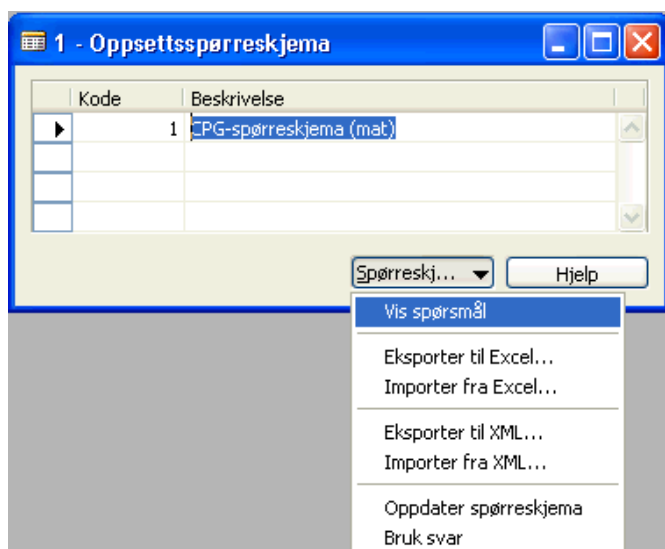 1 - Oppsettsspørreskjema
Kode Beskrivelse
1 CPG-spørreskjema (mat)
Spørreskj... Hjelp
Vis spørsmål
Eksporter til Excel...
Importer fra Excel...
Eksporter til XML...
Importer fra XML...
Oppdater spørreskjema
Bruk svar